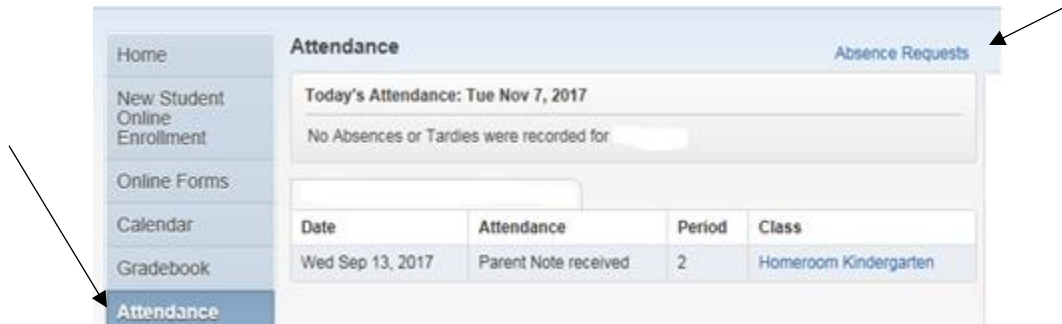 Home
New Student
Online
Enrollment
Online Forms
Calendar
Gradebook
Attendance
Attendance
Absence Requests
Today's Attendance: Tue Nov 7, 2017
No Absences or Tardies were recorded for
Date Attendance Period Class
Wed Sep 13, 2017 Parent Note received 2 Homeroom Kindergarten